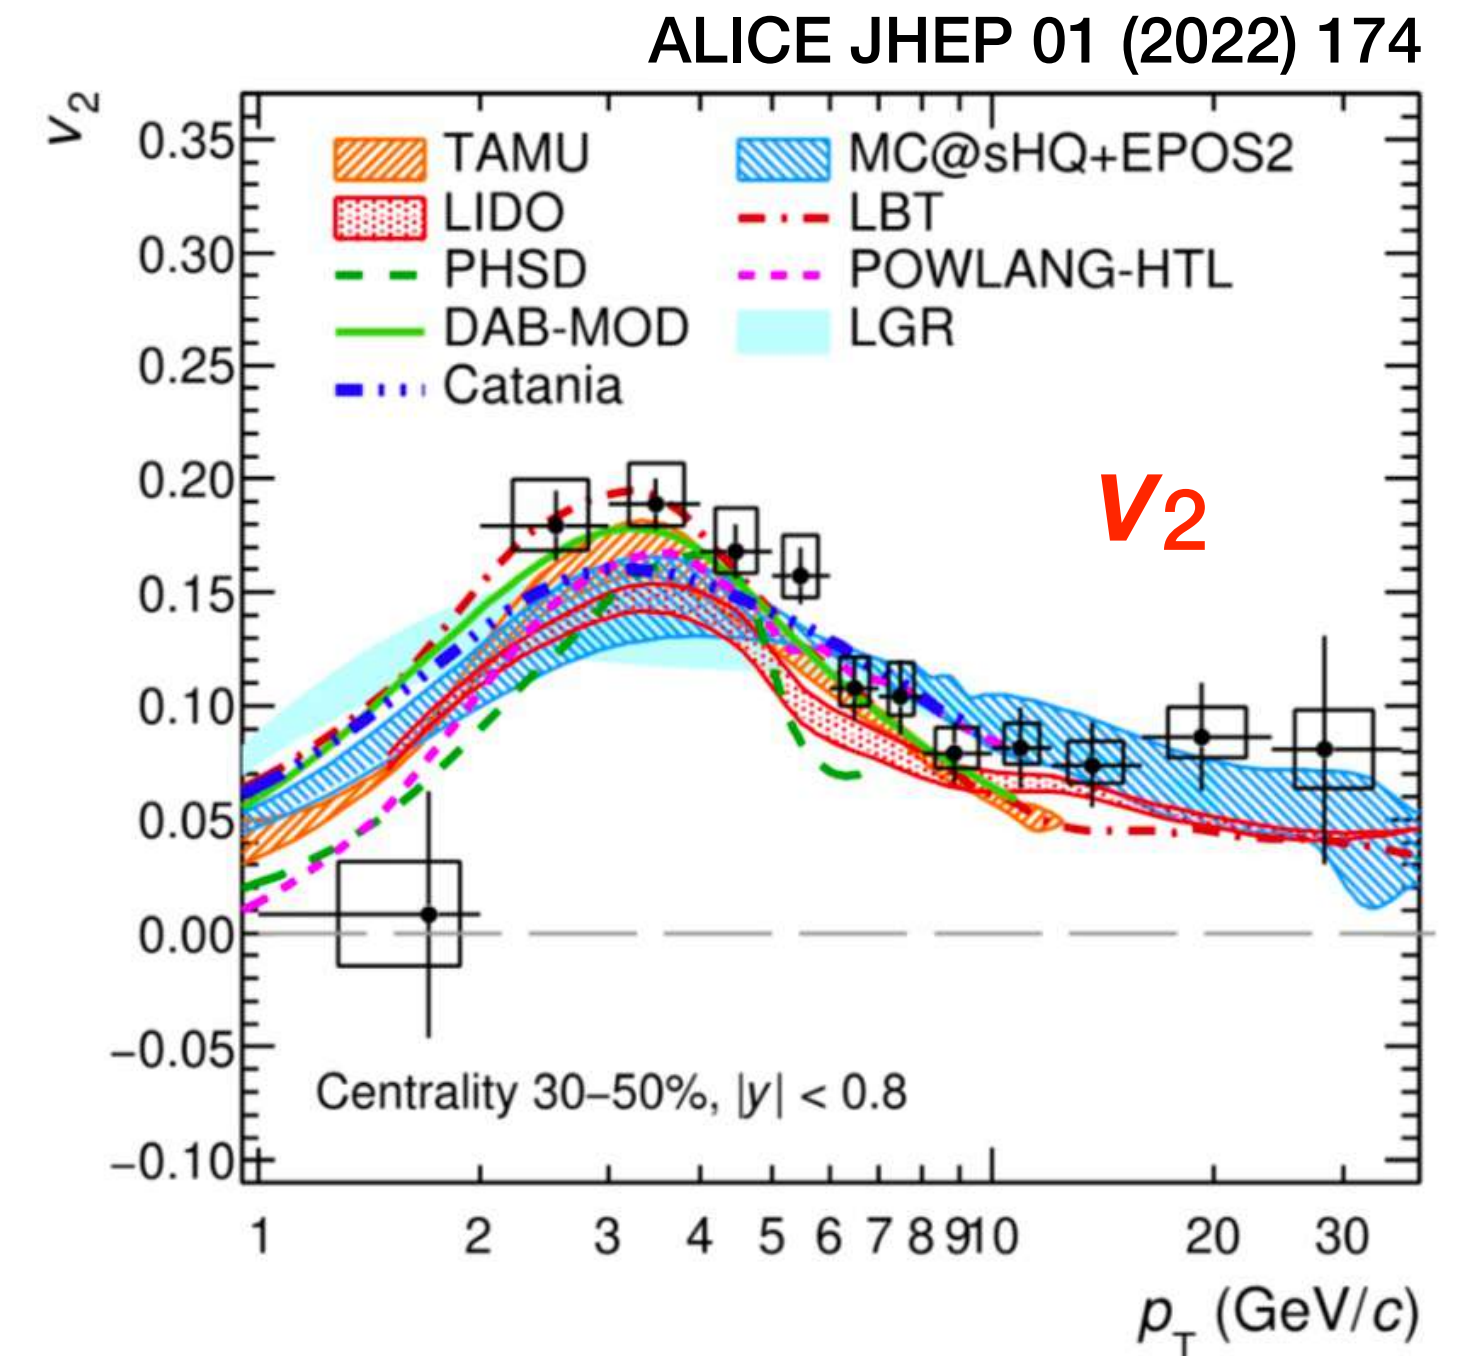 ALICE JHEP 01 (2022) 174
v2
0.35
0.30
0.25
0.20
0.15
0.10
0.05
0.00
−0.05
−0.10
TAMU
LIDO
PHSD
DAB-MOD
Catania
MC@sHQ+EPOS2
LBT
POWLANG-HTL
LGR
v2
Centrality 30–50%, |y| < 0.8
1 2 3 4 5 6 7 8 9 10 20 30
pT (GeV/c)